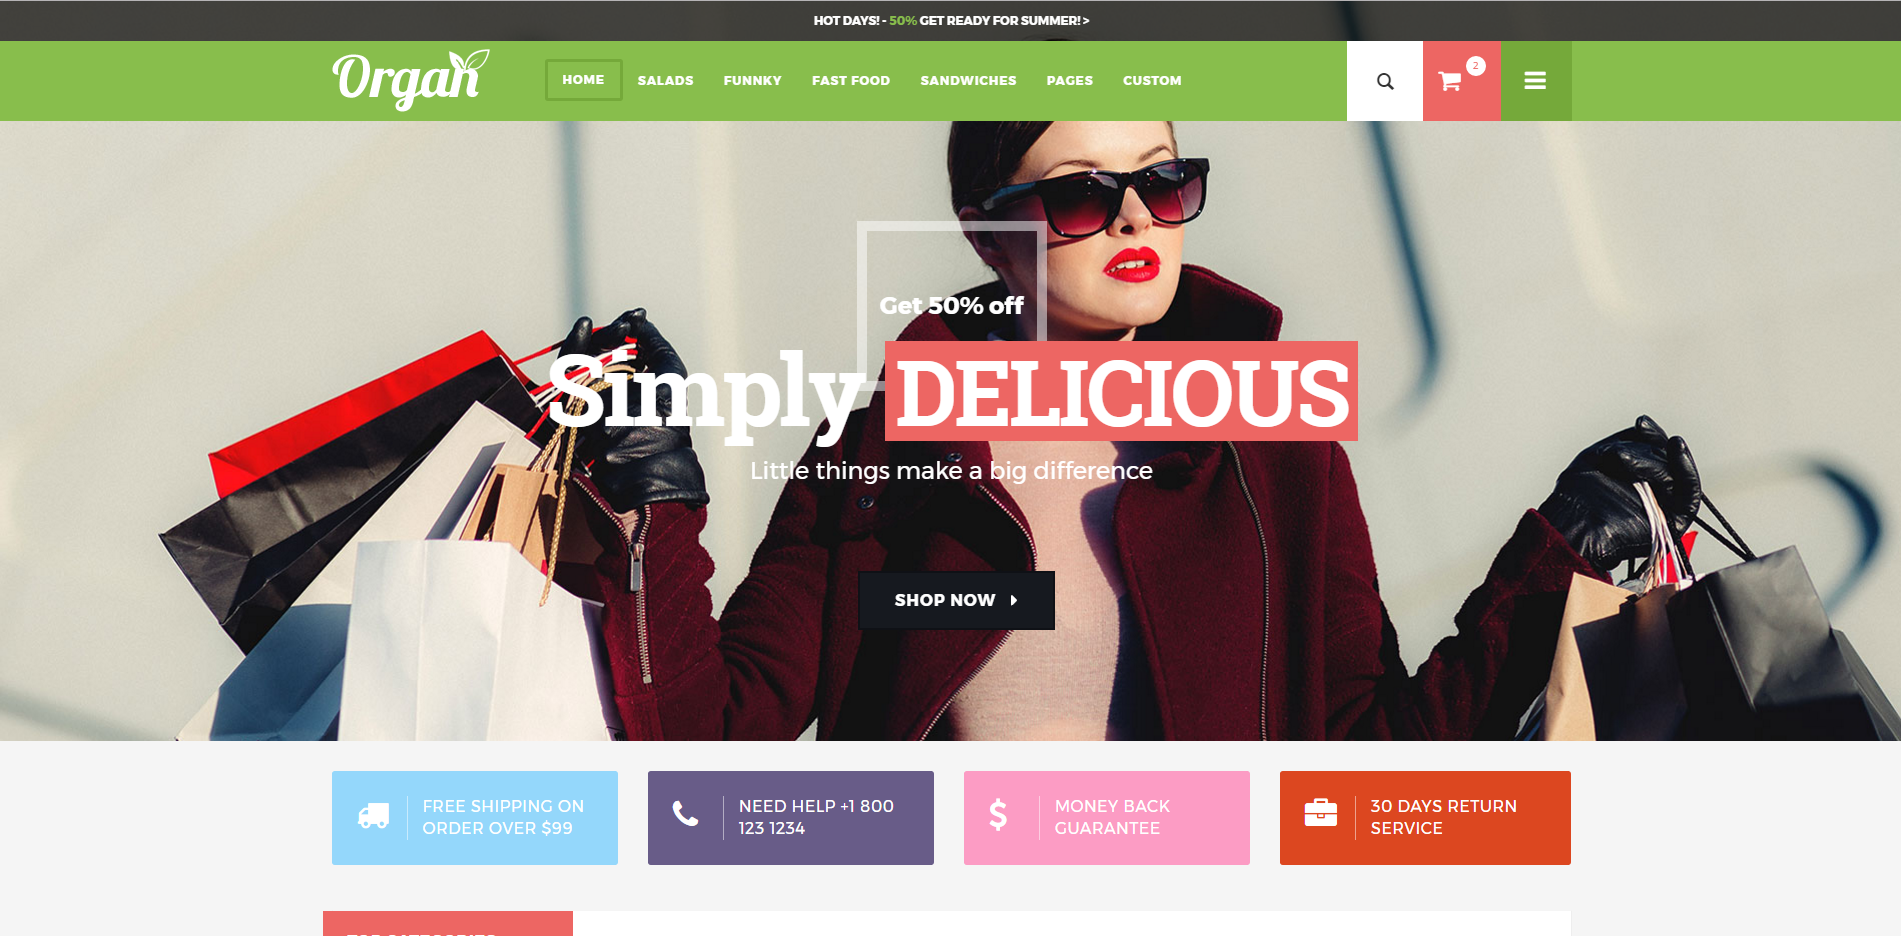 HOT DAYS! - 50% GET READY FOR SUMMER! >
Organ
HOME SALADS FUNNKY FAST FOOD SANDWICHES PAGES CUSTOM
2
Get 50% off
Simply DELICIOUS
Little things make a big difference
SHOP NOW
FREE SHIPPING ON
ORDER OVER $99
NEED HELP +1 800
123 1234
MONEY BACK
GUARANTEE
30 DAYS RETURN
SERVICE